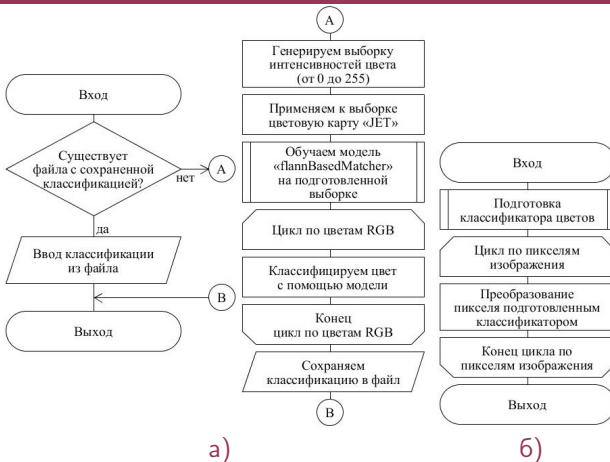 Вход
Существует
файла с сохраненной
классификацией?
нет
А
да
Ввод классификации
из файла
В
Выход
А
Генерируем выборку
интенсивностей цвета
(от 0 до 255)
Применяем к выборке
цветовую карту «JET»
Обучаем модель
«flannBasedMatcher»
на подготовленной
выборке
Цикл по цветам RGB
Классифицируем цвет
с помощью модели
Конец
цикл по цветам RGB
Сохраняем
классификацию в файл
В
Вход
Подготовка
классификатора цветов
Цикл по пикселям
изображения
Преобразование
пикселя подготовленным
классификатором
Конец цикла по
пикселям изображения
Выход
а)
б)